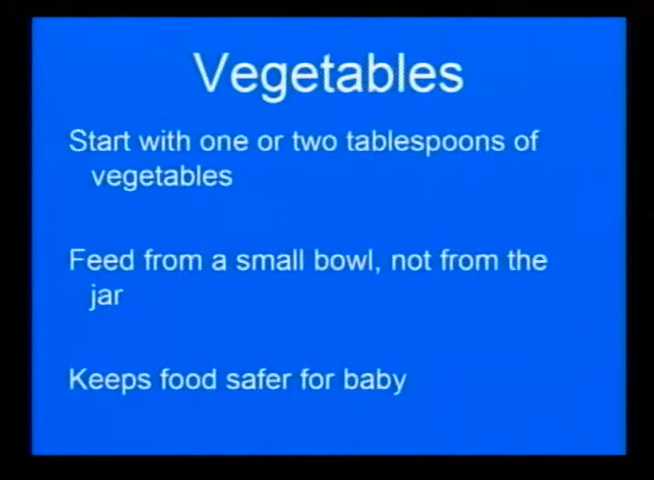 Vegetables
Start with one or two tablespoons of
vegetables
Feed from a small bowl, not from the
jar
Keeps food safer for baby